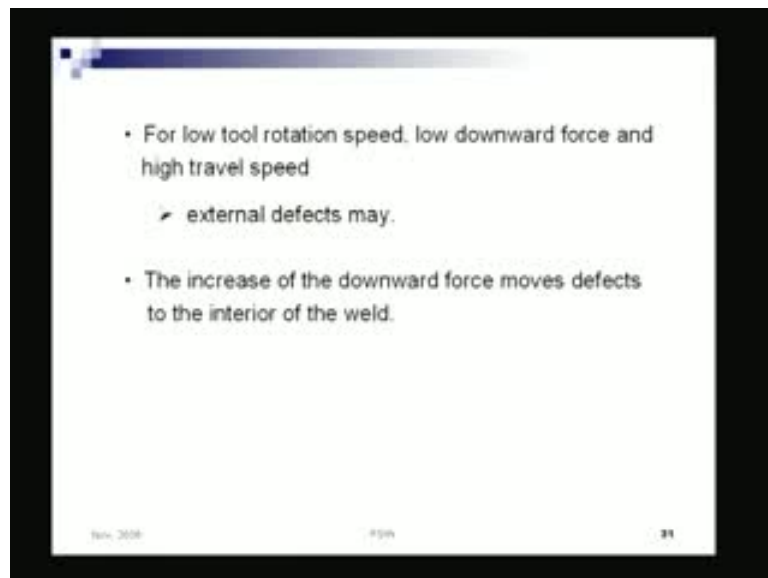 • For low tool rotation speed, low downward force and
high travel speed
➢ external defects may.
• The increase of the downward force moves defects
to the interior of the weld.
FSW
31